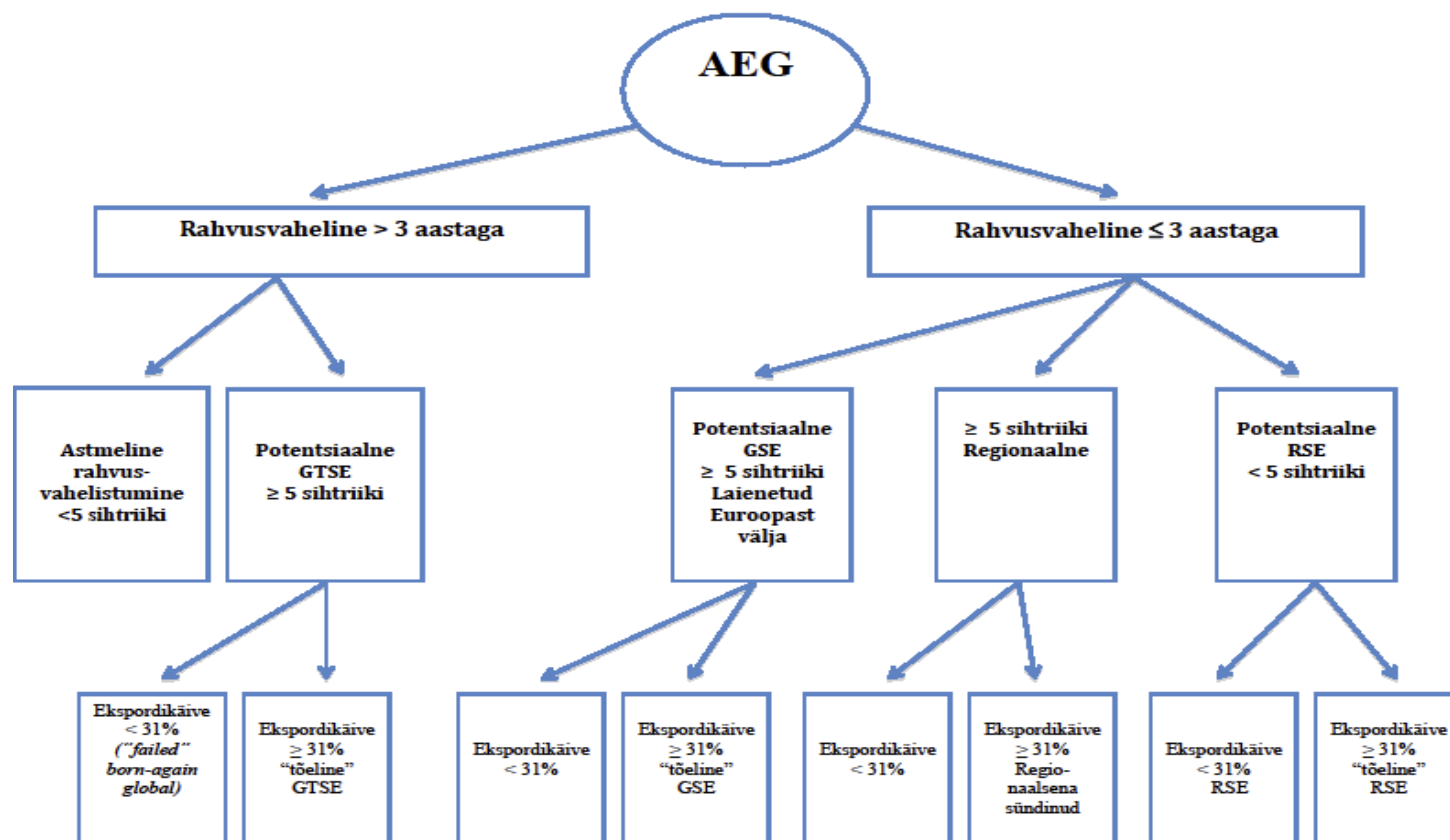 AEG
Rahvusvaheline > 3 aastaga
Rahvusvaheline ≤ 3 aastaga
Astmeline
rahvus-
vahelistumine
<5 sihtriiki
Potentsiaalne
GTSE
≥ 5 sihtriiki
Potentsiaalne
GSE
≥ 5 sihtriiki
Laienetud
Euroopast
välja
≥ 5 sihtriiki
Regionaalne
Potentsiaalne
RSE
< 5 sihtriiki
Ekspordikäive
< 31%
(“failed”
born-again
global)
Ekspordikäive
≥ 31%
“tõeline”
GTSE
Ekspordikäive
< 31%
Ekspordikäive
≥ 31%
“tõeline”
GSE
Ekspordikäive
< 31%
Ekspordikäive
≥ 31%
Regio-
naalsena
sündinud
Ekspordikäive
< 31%
RSE
Ekspordikäive
≥ 31%
“tõeline”
RSE